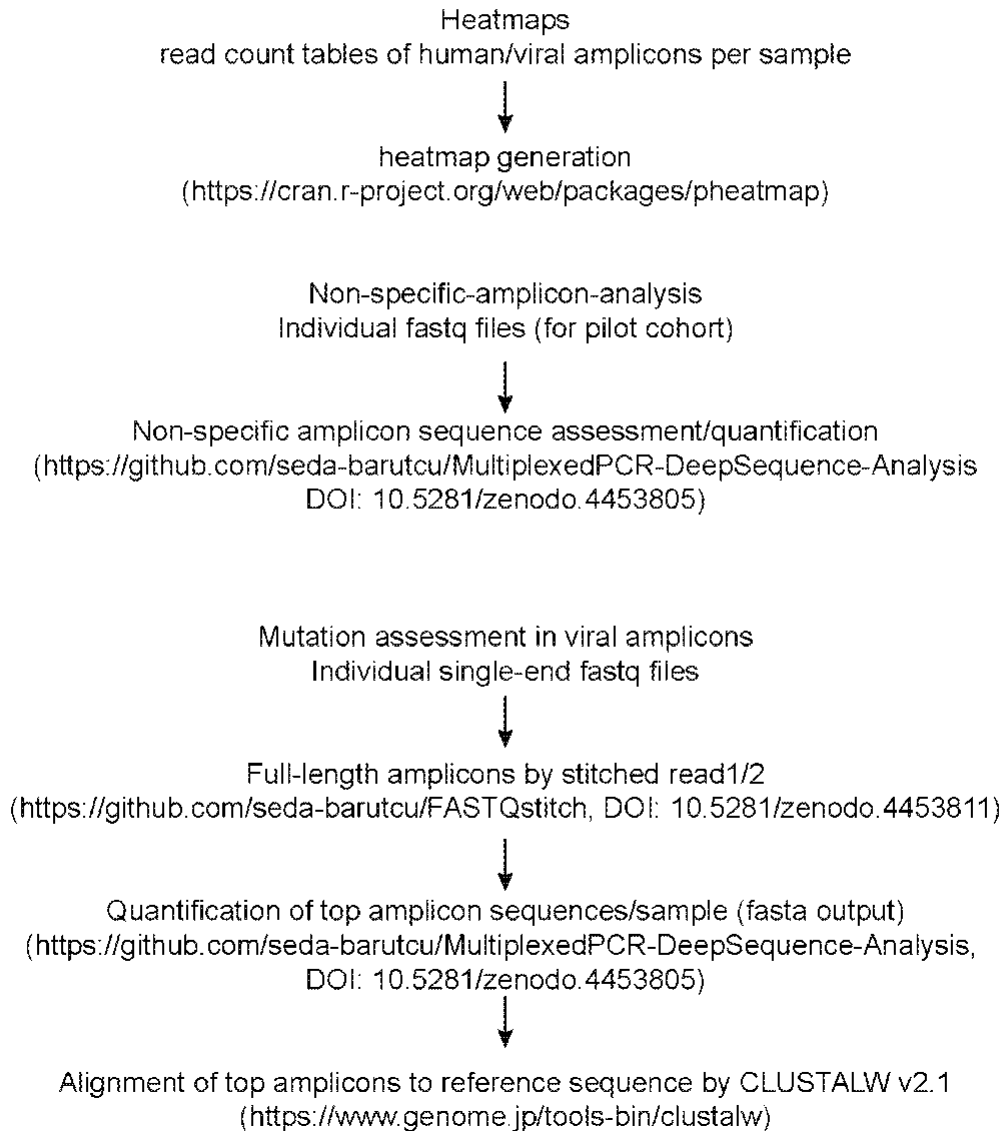 Heatmaps
read count tables of human/viral amplicons per sample
heatmap generation
(https://cran.r-project.org/web/packages/pheatmap)
Non-specific-amplicon-analysis
Individual fastq files (for pilot cohort)
Non-specific amplicon sequence assessment/quantification
(https://github.com/seda-barutcu/MultiplexedPCR-DeepSequence-Analysis
DOI: 10.5281/zenodo.4453805)
Mutation assessment in viral amplicons
Individual single-end fastq files
Full-length amplicons by stitched read1/2
(https://github.com/seda-barutcu/FASTQstitch, DOI: 10.5281/zenodo.4453811)
Quantification of top amplicon sequences/sample (fasta output)
(https://github.com/seda-barutcu/MultiplexedPCR-DeepSequence-Analysis,
DOI: 10.5281/zenodo.4453805)
Alignment of top amplicons to reference sequence by CLUSTALW v2.1
(https://www.genome.jp/tools-bin/clustalw)